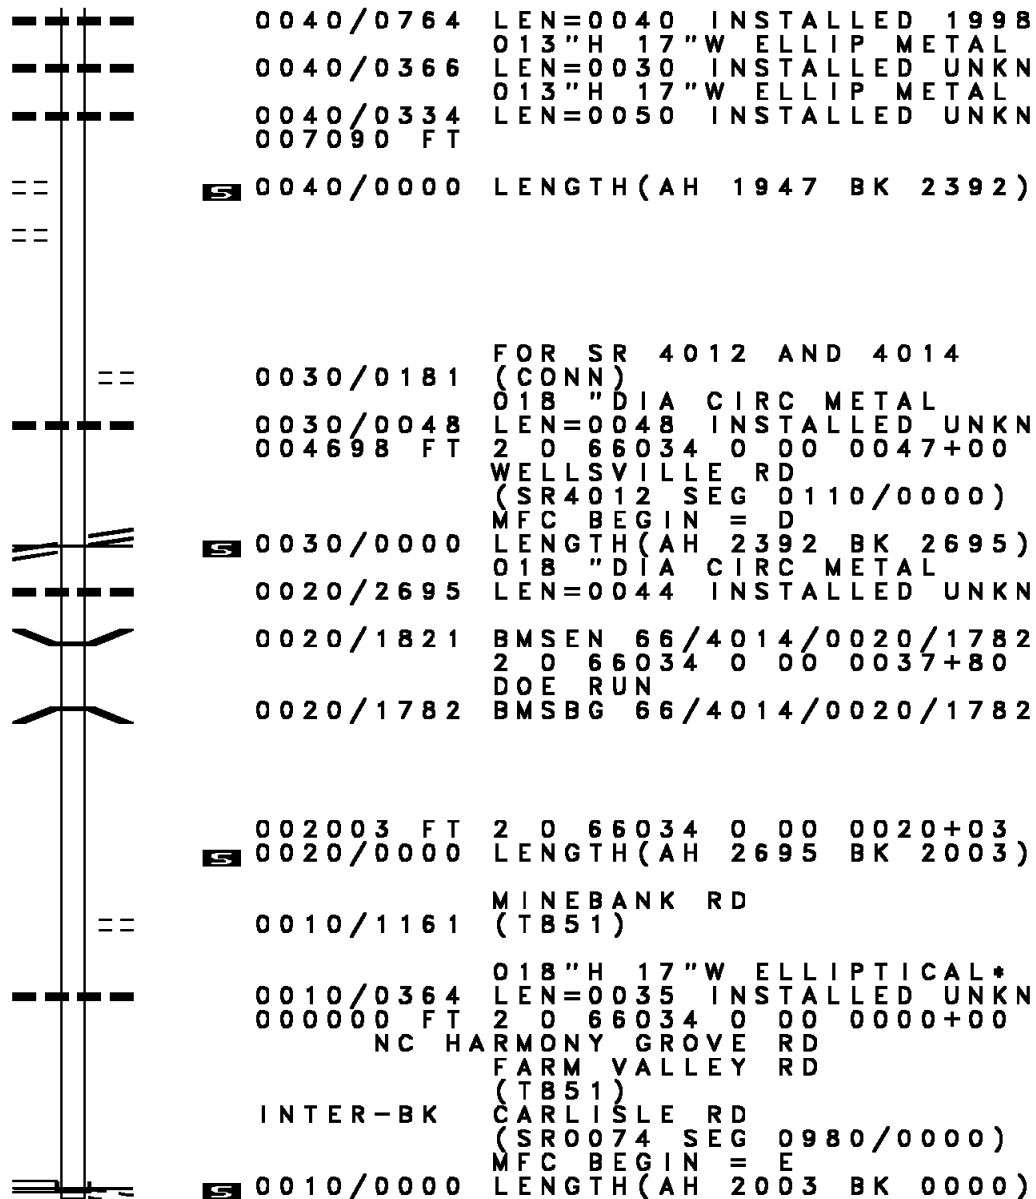 0040/0764 LEN=0040 INSTALLED 1998
013"H 17"W ELLIP METAL
0040/0366 LEN=0030 INSTALLED UNKN
013"H 17"W ELLIP METAL
0040/0334 LEN=0050 INSTALLED UNKN
007090 FT
S 0040/0000 LENGTH(AH 1947 BK 2392)
FOR SR 4012 AND 4014
0030/0181 (CONN)
018 "DIA CIRC METAL
0030/0048 LEN=0048 INSTALLED UNKN
004698 FT 2 0 66034 0 00 0047+00
WELLSVILLE RD
(SR4012 SEG 0110/0000)
MFC BEGIN = D
S 0030/0000 LENGTH(AH 2392 BK 2695)
018 "DIA CIRC METAL
0020/2695 LEN=0044 INSTALLED UNKN
0020/1821 BMSEN 66/4014/0020/1782
2 0 66034 0 00 0037+80
DOE RUN
0020/1782 BMSBG 66/4014/0020/1782
002003 FT 2 0 66034 0 00 0020+03
S 0020/0000 LENGTH(AH 2695 BK 2003)
MINEBANK RD
0010/1161 (T851)
018"H 17"W ELLIPTICAL*
0010/0364 LEN=0035 INSTALLED UNKN
000000 FT 2 0 66034 0 00 0000+00
NC HARMONY GROVE RD
FARM VALLEY RD
(T851)
INTER-BK CARLISLE RD
(SR0074 SEG 0980/0000)
MFC BEGIN = E
S 0010/0000 LENGTH(AH 2003 BK 0000)